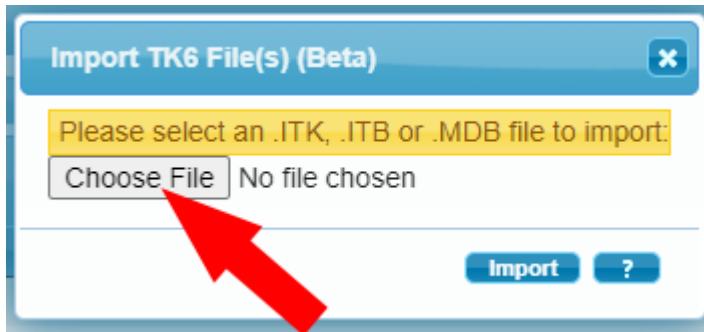 Import TK6 File(s) (Beta)
Please select an .ITK, .ITB or .MDB file to import:
Choose File No file chosen
Import ?